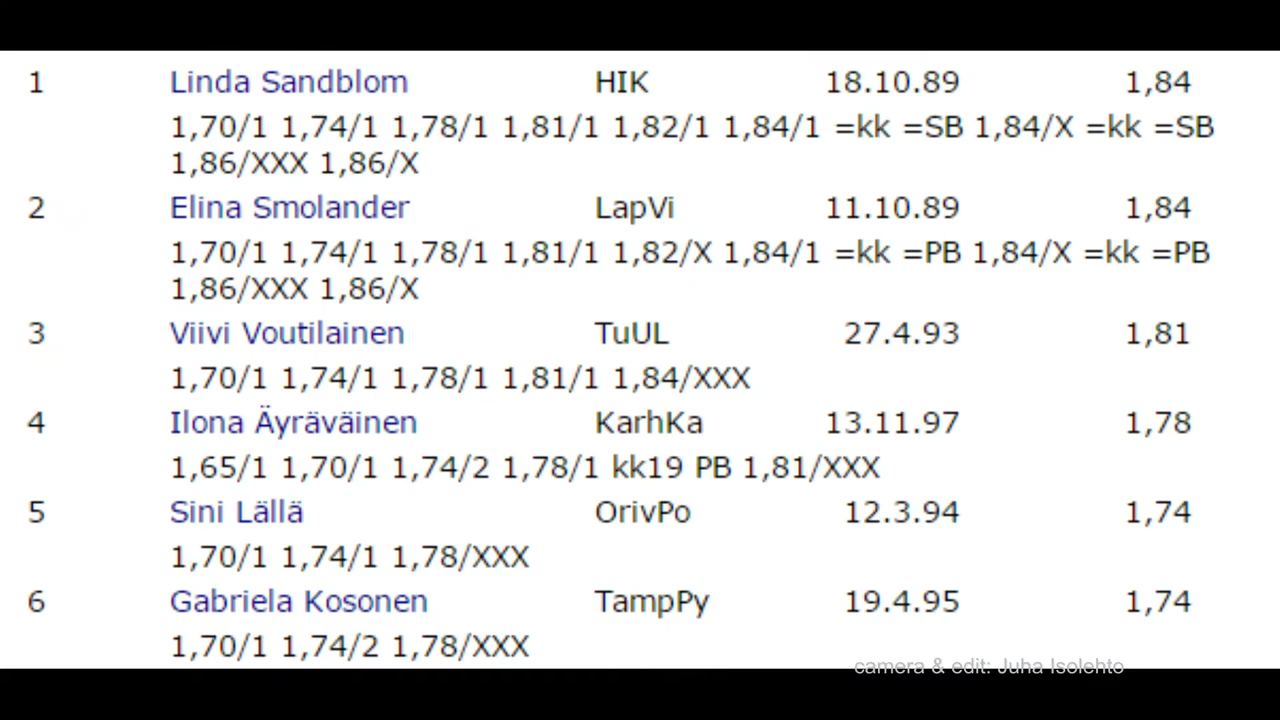 1 Linda Sandblom HIK 18.10.89 1,84
1,70/1 1,74/1 1,78/1 1,81/1 1,82/1 1,84/1 =kk =SB 1,84/X =kk =SB
1,86/XXX 1,86/X
2 Elina Smolander LapVi 11.10.89 1,84
1,70/1 1,74/1 1,78/1 1,81/1 1,82/X 1,84/1 =kk =PB 1,84/X =kk =PB
1,86/XXX 1,86/X
3 Viivi Voutilainen TuUL 27.4.93 1,81
1,70/1 1,74/1 1,78/1 1,81/1 1,84/XXX
4 Ilona Äyräväinen KarhKa 13.11.97 1,78
1,65/1 1,70/1 1,74/2 1,78/1 kk19 PB 1,81/XXX
5 Sini Lällä OrivPo 12.3.94 1,74
1,70/1 1,74/1 1,78/XXX
6 Gabriela Kosonen TampPy 19.4.95 1,74
1,70/1 1,74/2 1,78/XXX
camera & edit: Juha Isolehto